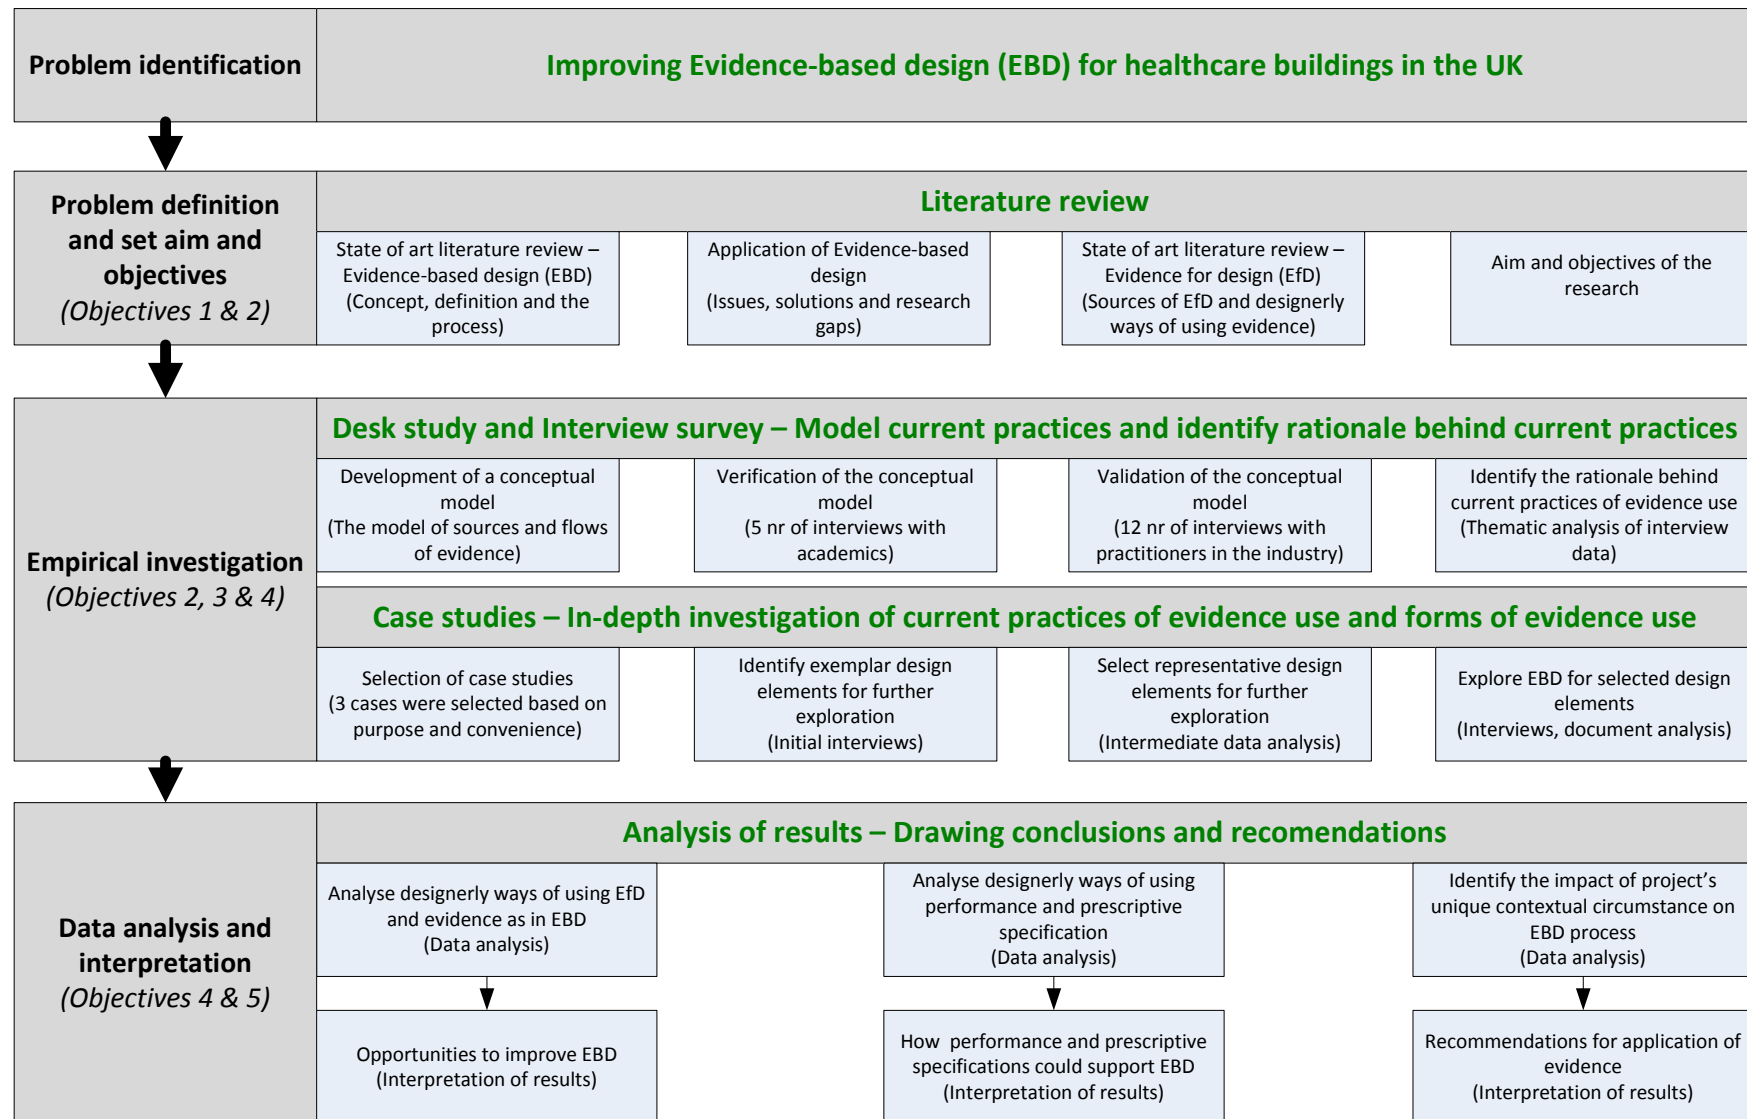 Problem identification
Improving Evidence-based design (EBD) for healthcare buildings in the UK
Problem definition
and set aim and
objectives
(Objectives 1 & 2)
Literature review
State of art literature review –
Evidence-based design (EBD)
(Concept, definition and the
process)
Application of Evidence-based
design
(Issues, solutions and research
gaps)
State of art literature review –
Evidence for design (EfD)
(Sources of EfD and designerly
ways of using evidence)
Aim and objectives of the
research
Empirical investigation
(Objectives 2, 3 & 4)
Desk study and Interview survey – Model current practices and identify rationale behind current practices
Development of a conceptual
model
(The model of sources and flows
of evidence)
Verification of the conceptual
model
(5 nr of interviews with
academics)
Validation of the conceptual
model
(12 nr of interviews with
practitioners in the industry)
Identify the rationale behind
current practices of evidence use
(Thematic analysis of interview
data)
Case studies – In-depth investigation of current practices of evidence use and forms of evidence use
Selection of case studies
(3 cases were selected based on
purpose and convenience)
Identify exemplar design
elements for further
exploration
(Initial interviews)
Select representative design
elements for further
exploration
(Intermediate data analysis)
Explore EBD for selected design
elements
(Interviews, document analysis)
Data analysis and
interpretation
(Objectives 4 & 5)
Analysis of results – Drawing conclusions and recomendations
Analyse designerly ways of using EfD
and evidence as in EBD
(Data analysis)
Analyse designerly ways of using
performance and prescriptive
specification
(Data analysis)
Identify the impact of project's
unique contextual circumstance on
EBD process
(Data analysis)
Opportunities to improve EBD
(Interpretation of results)
How performance and prescriptive
specifications could support EBD
(Interpretation of results)
Recommendations for application of
evidence
(Interpretation of results)